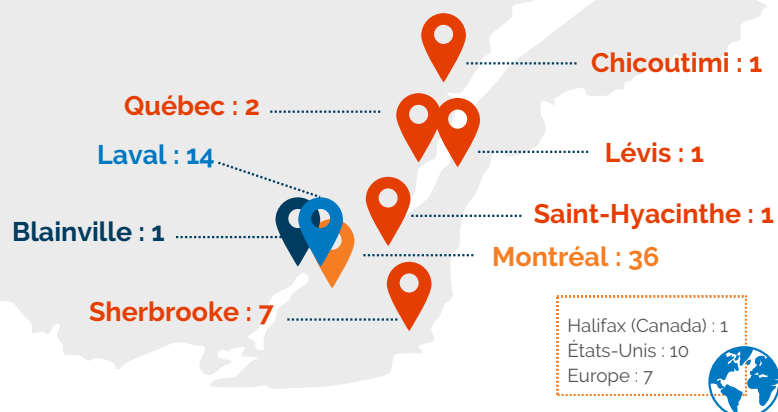 Chicoutimi : 1
Québec : 2
Laval : 14
Lévis : 1
Saint-Hyacinthe : 1
Blainville : 1
Montréal : 36
Sherbrooke : 7
Halifax (Canada) : 1
États-Unis : 10
Europe : 7